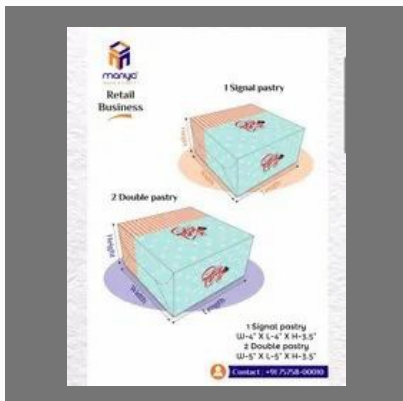 manya
Retail
Business
1 Signal pastry
2 Double pastry
Height
Width
Length
1 Signal pastry
W-4" X L-4" X H-3.5"
2 Double pastry
W-5" X L-5" X H-3.5"
Contact : +91 75758-00010